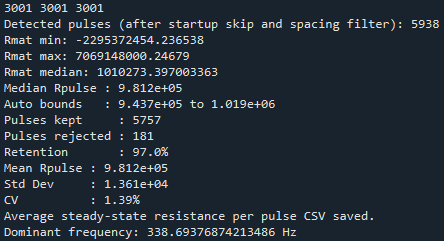 3001 3001 3001
Detected pulses (after startup skip and spacing filter): 5938
Rmat min: -2295372454.236538
Rmat max: 7069148000.24679
Rmat median: 1010273.397003363
Median Rpulse : 9.812e+05
Auto bounds   : 9.437e+05 to 1.019e+06
Pulses kept     : 5757
Pulses rejected : 181
Retention      : 97.0%
Mean Rpulse : 9.812e+05
Std Dev     : 1.361e+04
CV          : 1.39%
Average steady-state resistance per pulse CSV saved.
Dominant frequency: 338.69376874213486 Hz